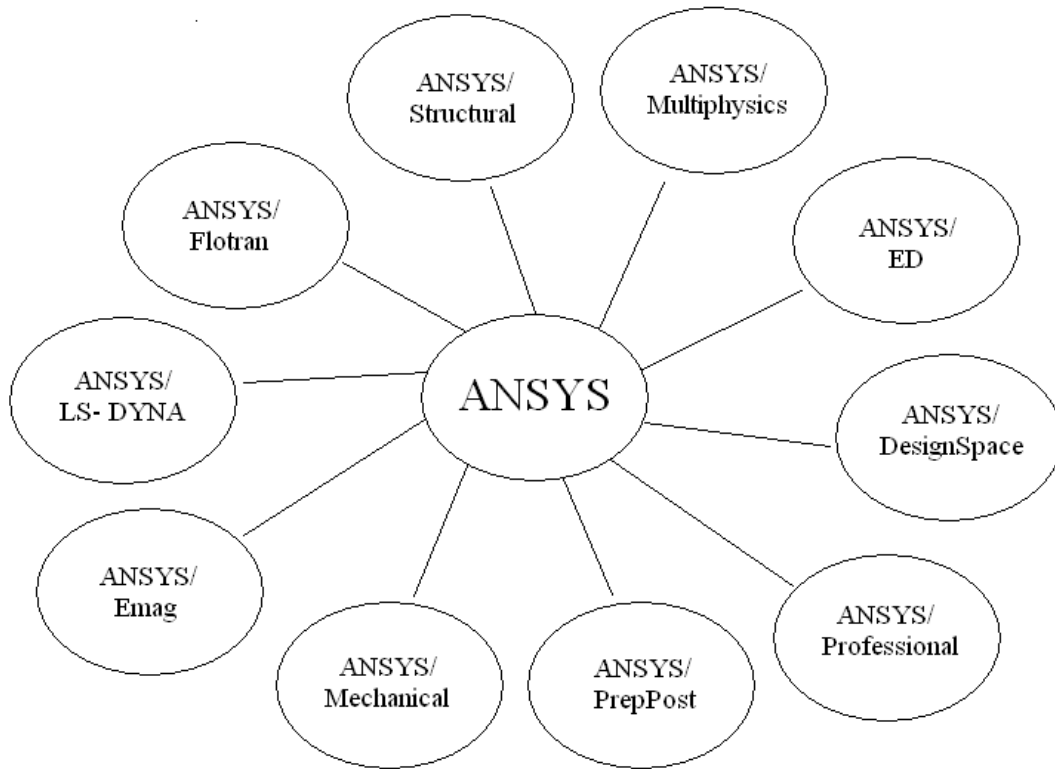 ANSYS/
Structural
ANSYS/
Multiphysics
ANSYS/
Flotran
ANSYS/
ED
ANSYS/
LS- DYNA
ANSYS
ANSYS/
DesignSpace
ANSYS/
Emag
ANSYS/
Mechanical
ANSYS/
PrepPost
ANSYS/
Professional